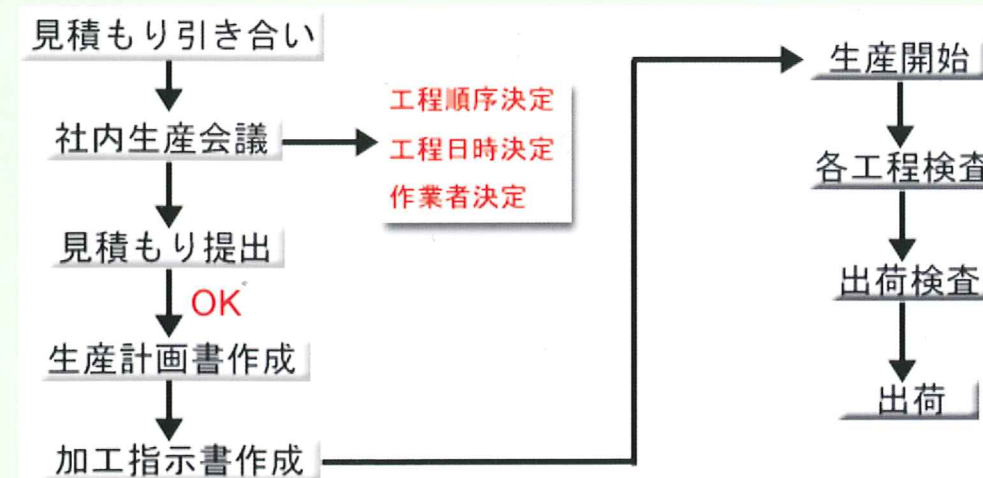 見積もり引き合い
社内生産会議
工程順序決定
工程日時決定
作業者決定
見積もり提出
OK
生産計画書作成
加工指示書作成
生産開始
各工程検査
出荷検査
出荷